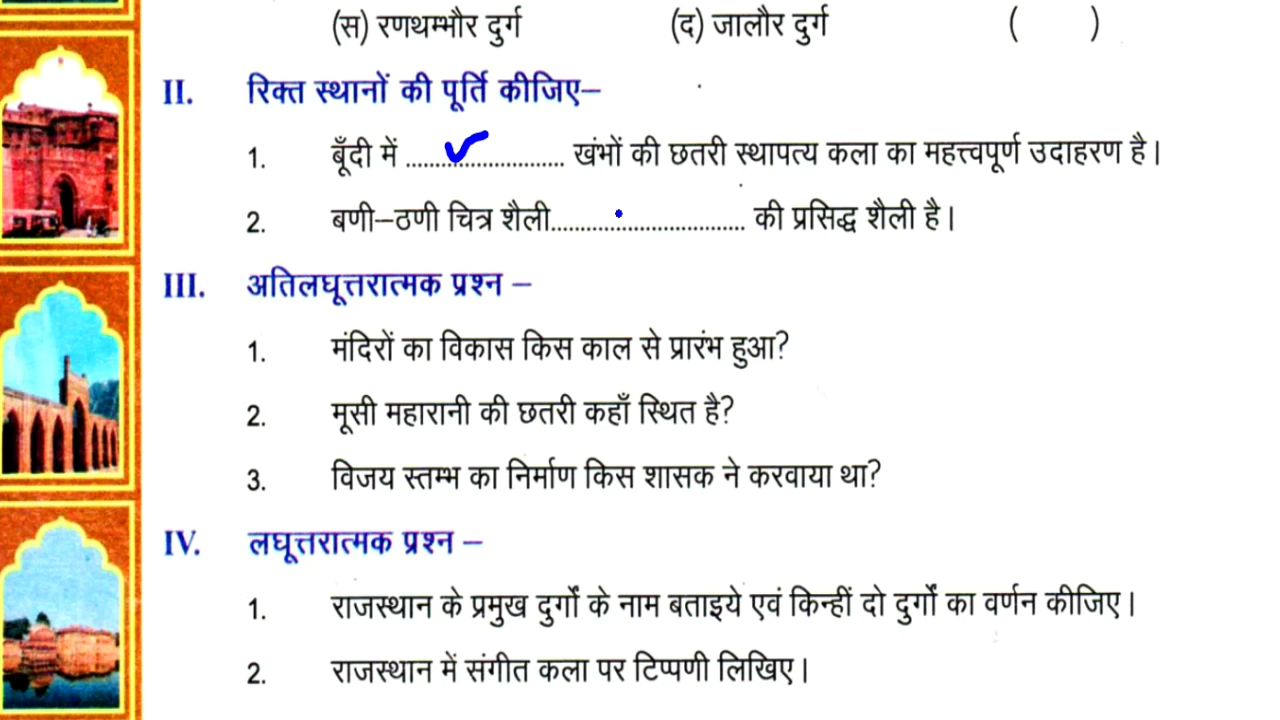 (स) रणथम्भौर दुर्ग (द) जालौर दुर्ग ( )
II. रिक्त स्थानों की पूर्ति कीजिए–
1. बूँदी में ........................... खंभों की छतरी स्थापत्य कला का महत्त्वपूर्ण उदाहरण है।
2. बणी–ठणी चित्र शैली................................. की प्रसिद्ध शैली है।
III. अतिलघूत्तरात्मक प्रश्न –
1. मंदिरों का विकास किस काल से प्रारंभ हुआ?
2. मूसी महारानी की छतरी कहाँ स्थित है?
3. विजय स्तम्भ का निर्माण किस शासक ने करवाया था?
IV. लघूत्तरात्मक प्रश्न –
1. राजस्थान के प्रमुख दुर्गों के नाम बताइये एवं किन्हीं दो दुर्गों का वर्णन कीजिए।
2. राजस्थान में संगीत कला पर टिप्पणी लिखिए।